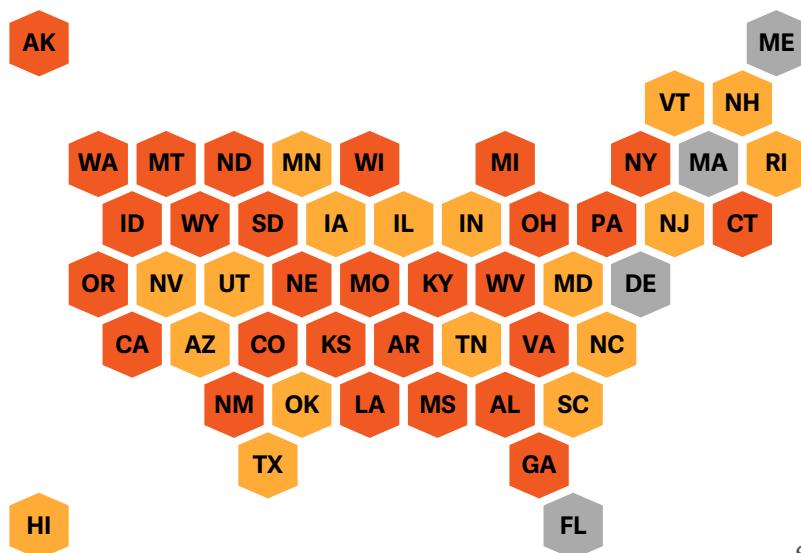 AK ME
VT NH
WA MT ND MN WI MI NY MA RI
ID WY SD IA IL IN OH PA NJ CT
OR NV UT NE MO KY WV MD DE
CA AZ CO KS AR TN VA NC
NM OK LA MS AL SC
TX GA
HI FL